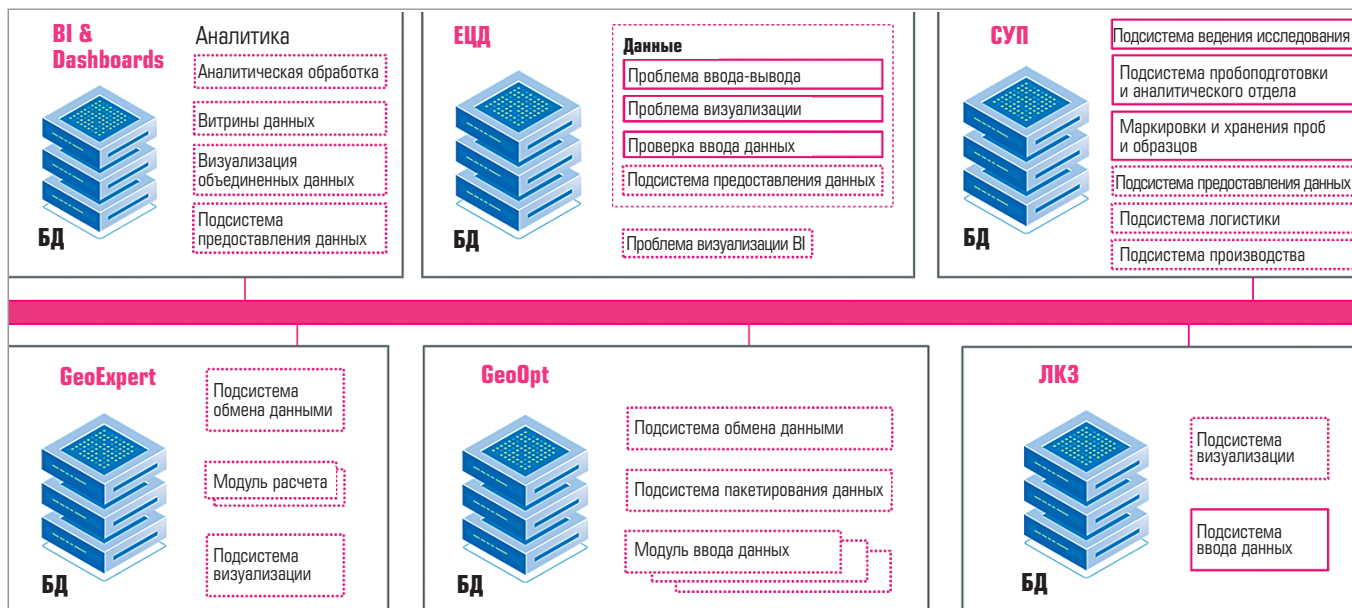 BI &
Dashboards
Аналитика
Аналитическая обработка
Витрины данных
Визуализация
объединенных данных
Подсистема
предоставления данных
БД
ЕЦД
Данные
Проблема ввода-вывода
Проблема визуализации
Проверка ввода данных
Подсистема предоставления данных
Проблема визуализации BI
БД
СУП
Подсистема ведения исследования
Подсистема пробоподготовки
и аналитического отдела
Маркировки и хранения проб
и образцов
Подсистема предоставления данных
Подсистема логистики
Подсистема производства
БД
GeoExpert
Подсистема
обмена данными
Модуль расчета
Подсистема
визуализации
БД
GeoOpt
Подсистема обмена данными
Подсистема пакетирования данных
Модуль ввода данных
БД
ЛКЗ
Подсистема
визуализации
Подсистема
ввода данных
БД